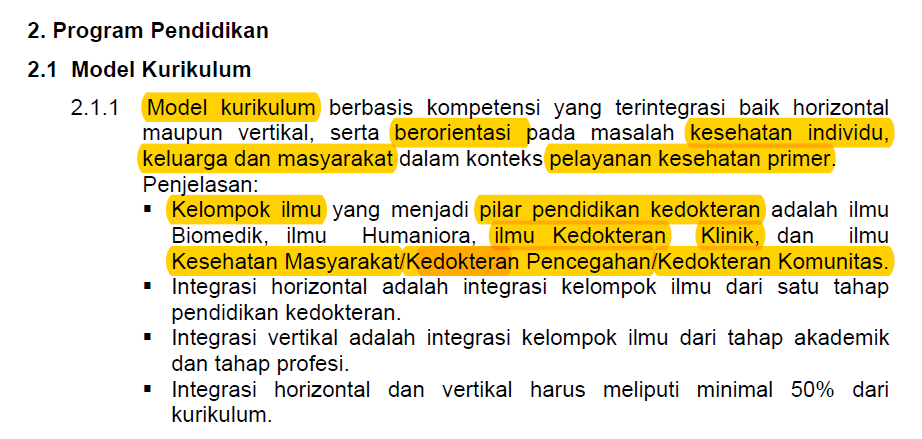 2. Program Pendidikan
2.1 Model Kurikulum
2.1.1 Model kurikulum berbasis kompetensi yang terintegrasi baik horizontal
maupun vertikal, serta berorientasi pada masalah kesehatan individu,
keluarga dan masyarakat dalam konteks pelayanan kesehatan primer.
Penjelasan:
▪ Kelompok ilmu yang menjadi pilar pendidikan kedokteran adalah ilmu
Biomedik, ilmu Humaniora, ilmu Kedokteran Klinik, dan ilmu
Kesehatan Masyarakat/Kedokteran Pencegahan/Kedokteran Komunitas.
▪ Integrasi horizontal adalah integrasi kelompok ilmu dari satu tahap
pendidikan kedokteran.
▪ Integrasi vertikal adalah integrasi kelompok ilmu dari tahap akademik
dan tahap profesi.
▪ Integrasi horizontal dan vertikal harus meliputi minimal 50% dari
kurikulum.